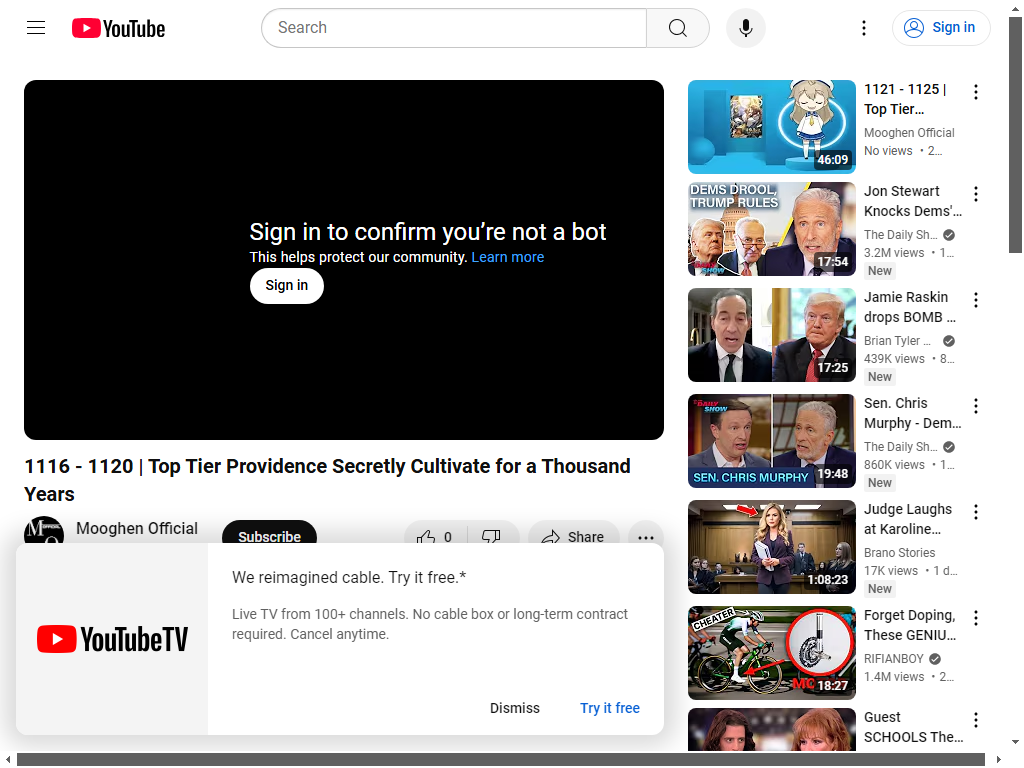 YouTube
Search
Sign in
Sign in to confirm you’re not a bot
This helps protect our community. Learn more
Sign in
1116 - 1120 | Top Tier Providence Secretly Cultivate for a Thousand
Years
Mooghen Official
Subscribe
0
Share
YouTubeTV
We reimagined cable. Try it free.*
Live TV from 100+ channels. No cable box or long-term contract
required. Cancel anytime.
Dismiss
Try it free
46:09
1121 - 1125 |
Top Tier…
Mooghen Official
No views • 2…
DEMS DROOL,
TRUMP RULES
17:54
Jon Stewart
Knocks Dems'…
The Daily Sh…
3.2M views • 1…
New
17:25
Jamie Raskin
drops BOMB …
Brian Tyler …
439K views • 8…
New
DAILY
SHOW
SEN. CHRIS MURPHY
19:48
Sen. Chris
Murphy - Dem…
The Daily Sh…
860K views • 1…
New
1:08:23
Judge Laughs
at Karoline…
Brano Stories
17K views • 1 d…
New
CHEATER
18:27
Forget Doping,
These GENIU…
RIFIANBOY
1.4M views • 2…
Guest
SCHOOLS The…